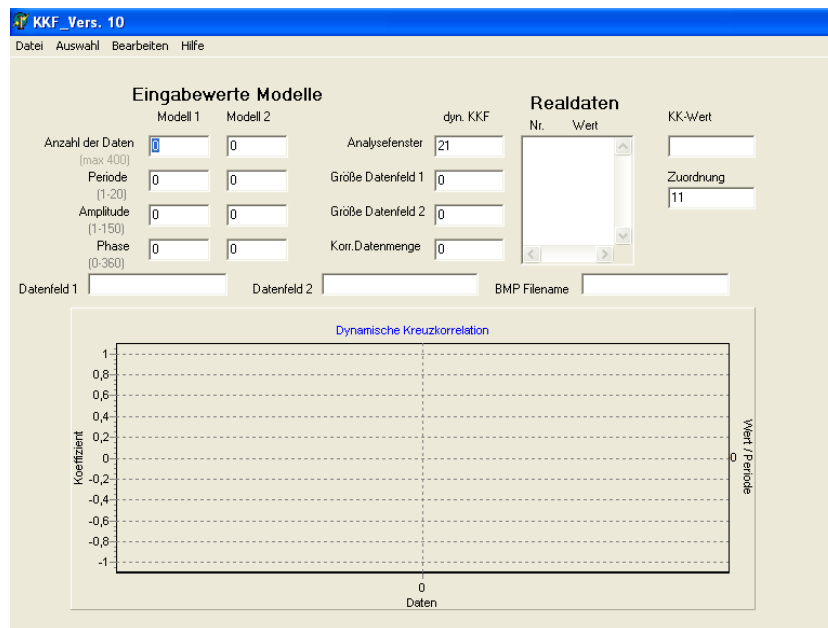 KKF_Vers. 10
Datei Auswahl Bearbeiten Hilfe
Eingabewerte Modelle
Modell 1 Modell 2 dyn. KKF
Realdaten
Nr. Wert
KK-Wert
Anzahl der Daten 0 0 Analysefenster 21
(max 400)
Periode 0 0 Größe Datenfeld 1 0 Zuordnung
(1-20)
11
Amplitude 0 0 Größe Datenfeld 2 0
(1-150)
Phase 0 0 Korr.Datenmenge 0
(0-360)
Datenfeld 1 Datenfeld 2 BMP Filename
Dynamische Kreuzkorrelation
1
0,8
0,6
0,4
0,2
0
-0,2
-0,4
-0,6
-0,8
-1
Koeffizient
0
Wert / Periode
0
Daten